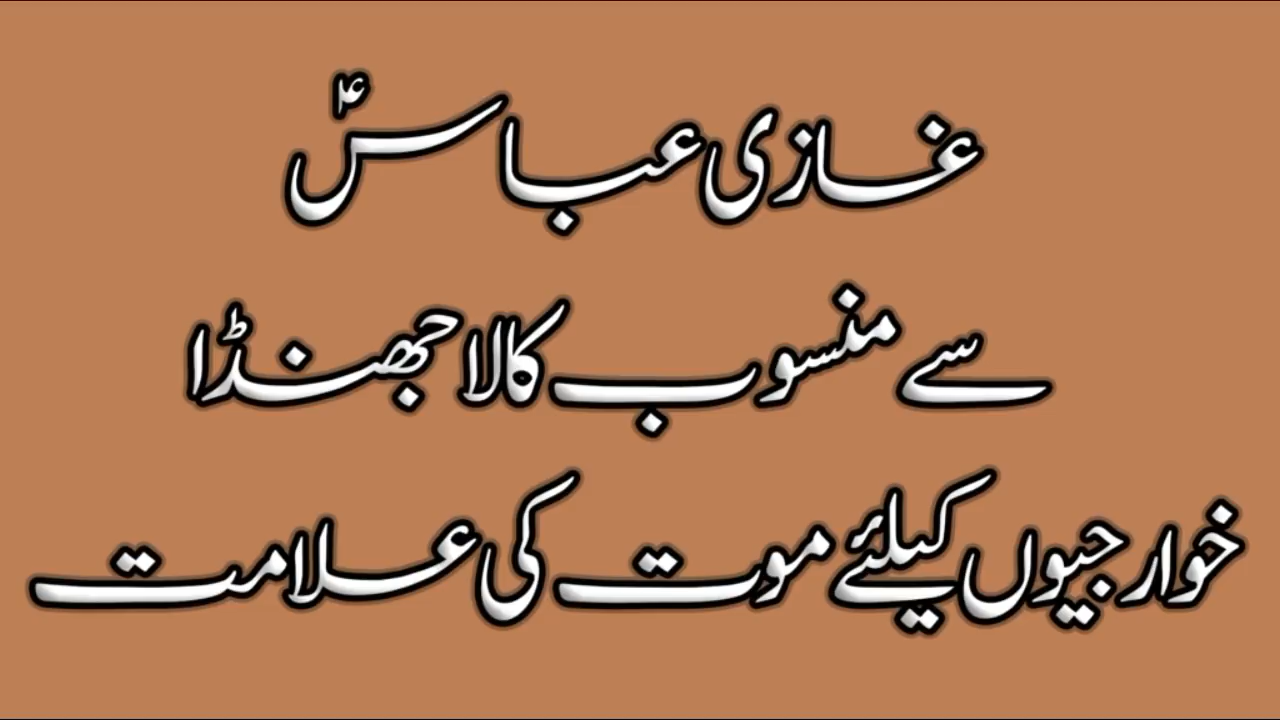 غازی عباسؑ
سے منسوب کالا جھنڈا
خوارجیوں کیلئے موت کی علامت